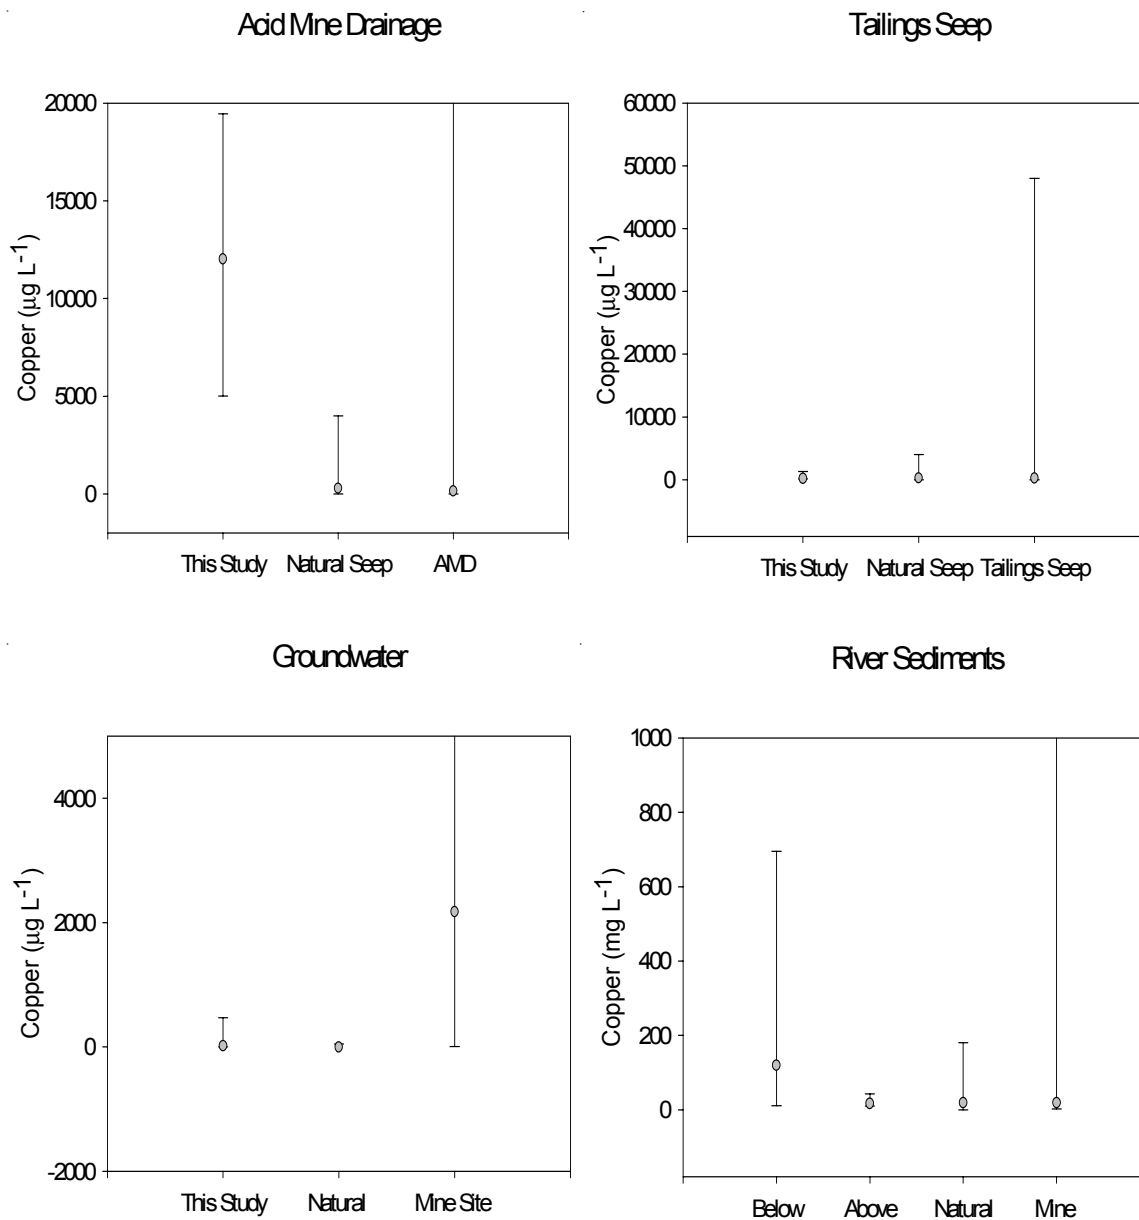 Acid Mine Drainage
Tailings Seep
20000
15000
10000
5000
0
Copper (μg L⁻¹)
This Study Natural Seep AMD
60000
50000
40000
30000
20000
10000
0
Copper (μg L⁻¹)
This Study Natural Seep Tailings Seep
Groundwater
River Sediments
4000
2000
0
-2000
Copper (μg L⁻¹)
This Study Natural Mine Site
1000
800
600
400
200
0
Copper (mg L⁻¹)
Below Above Natural Mine